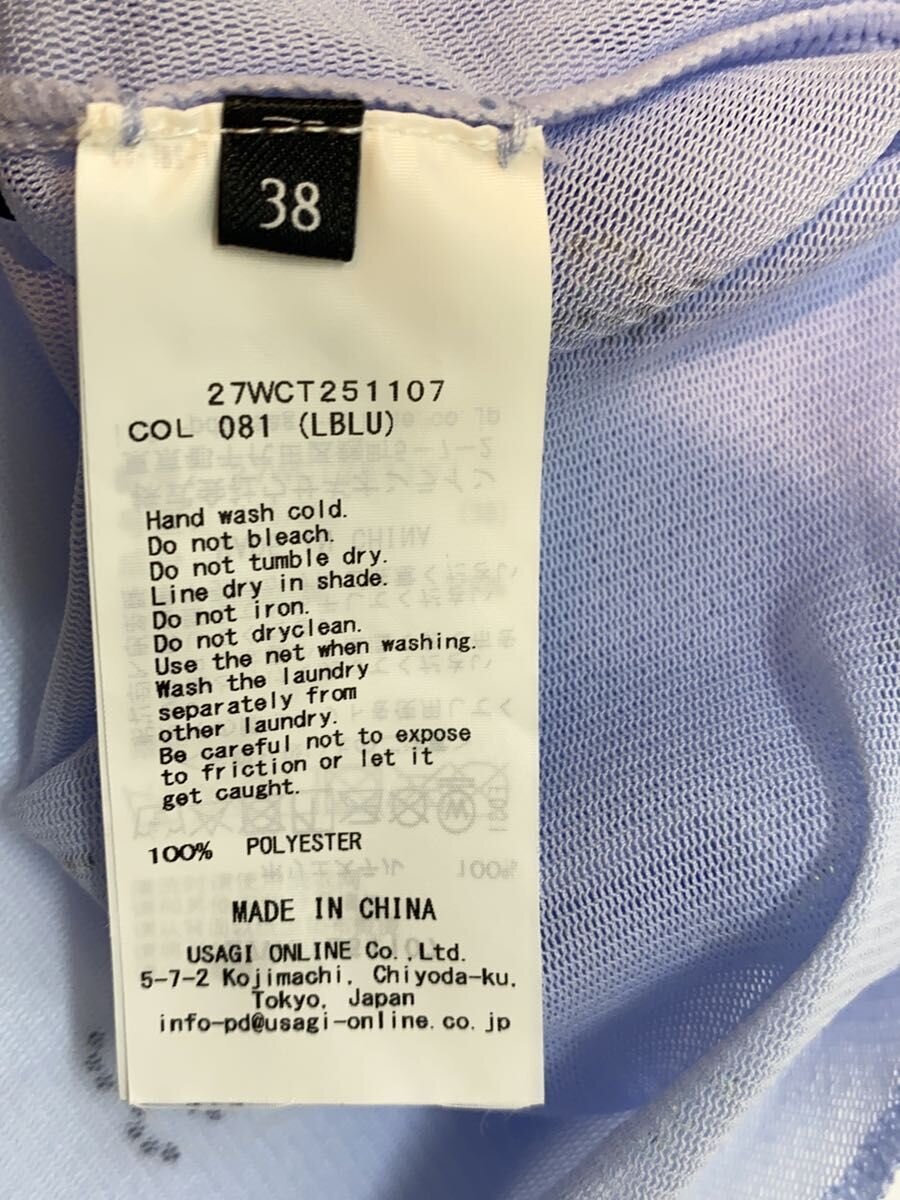 38
27WCT251107
COL 081 (LBLU)
Hand wash cold.
Do not bleach.
Do not tumble dry.
Line dry in shade.
Do not iron.
Do not dryclean.
Use the net when washing.
Wash the laundry
separately from
other laundry.
Be careful not to expose
to friction or let it
get caught.
100% POLYESTER
MADE IN CHINA
USAGI ONLINE Co.,Ltd.
5-7-2 Kojimachi, Chiyoda-ku,
Tokyo, Japan
info-pd@usagi-online.co.jp